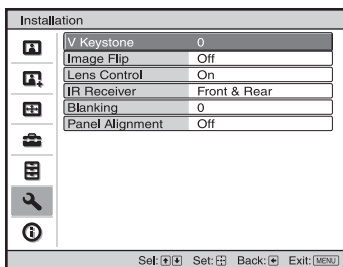 Installation
V Keystone 0
Image Flip Off
Lens Control On
IR Receiver Front & Rear
Blanking 0
Panel Alignment Off
Sel: Set: Back: Exit: MENU